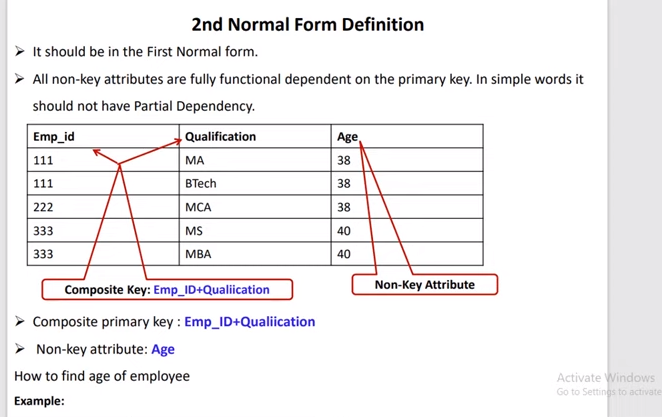 2nd Normal Form Definition
➢ It should be in the First Normal form.
➢ All non-key attributes are fully functional dependent on the primary key. In simple words it
should not have Partial Dependency.
Emp_id Qualification Age
111 MA 38
111 BTech 38
222 MCA 38
333 MS 40
333 MBA 40
Composite Key: Emp_ID+Qualiication
Non-Key Attribute
➢ Composite primary key : Emp_ID+Qualiication
➢ Non-key attribute: Age
How to find age of employee
Example:
Activate Windows
Go to Settings to activate